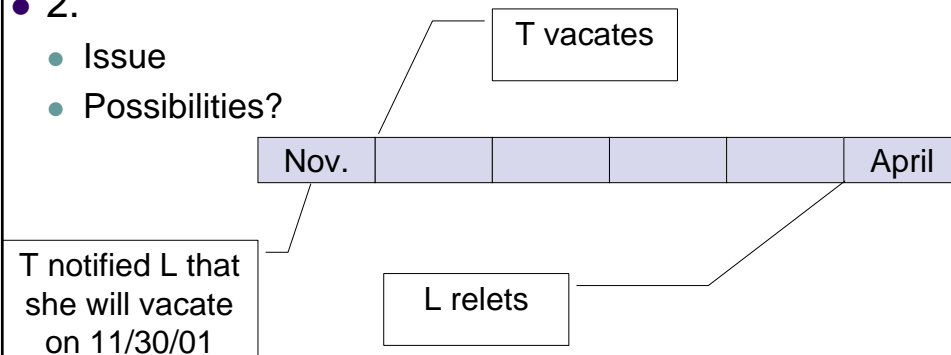 2.
Issue
Possibilities?
T vacates
Nov.
April
T notified L that
she will vacate
on 11/30/01
L relets